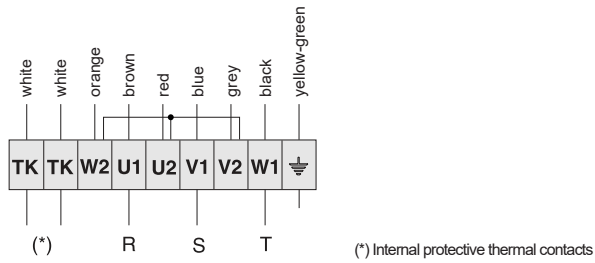 white white orange brown red blue grey black yellow-green
TK TK W2 U1 U2 V1 V2 W1
(*) R S T
(*) Internal protective thermal contacts